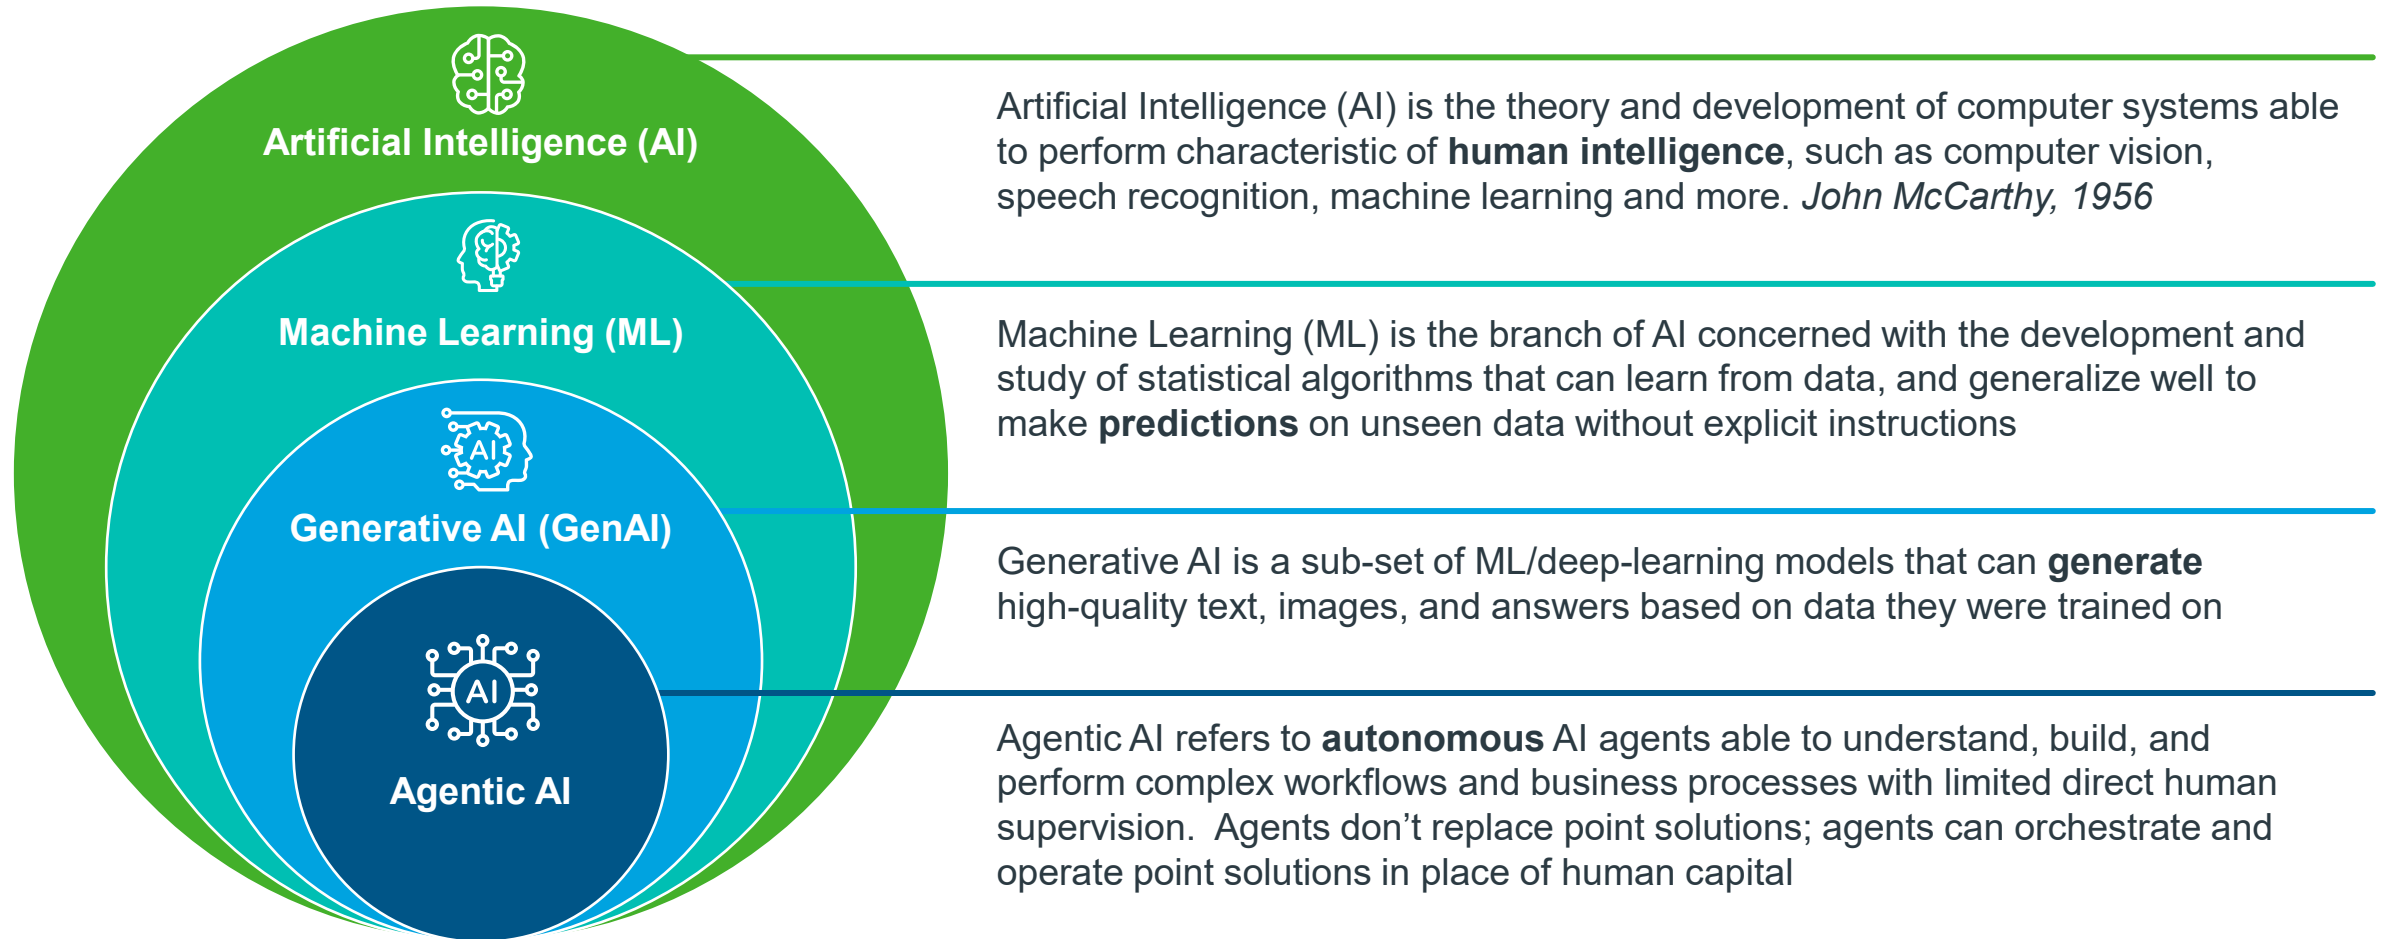 Artificial Intelligence (AI)
Artificial Intelligence (AI) is the theory and development of computer systems able
to perform characteristic of human intelligence, such as computer vision,
speech recognition, machine learning and more. John McCarthy, 1956
Machine Learning (ML)
Machine Learning (ML) is the branch of AI concerned with the development and
study of statistical algorithms that can learn from data, and generalize well to
make predictions on unseen data without explicit instructions
AI
Generative AI (GenAI)
Generative AI is a sub-set of ML/deep-learning models that can generate
high-quality text, images, and answers based on data they were trained on
AI
Agentic AI
Agentic AI refers to autonomous AI agents able to understand, build, and
perform complex workflows and business processes with limited direct human
supervision.  Agents don’t replace point solutions; agents can orchestrate and
operate point solutions in place of human capital